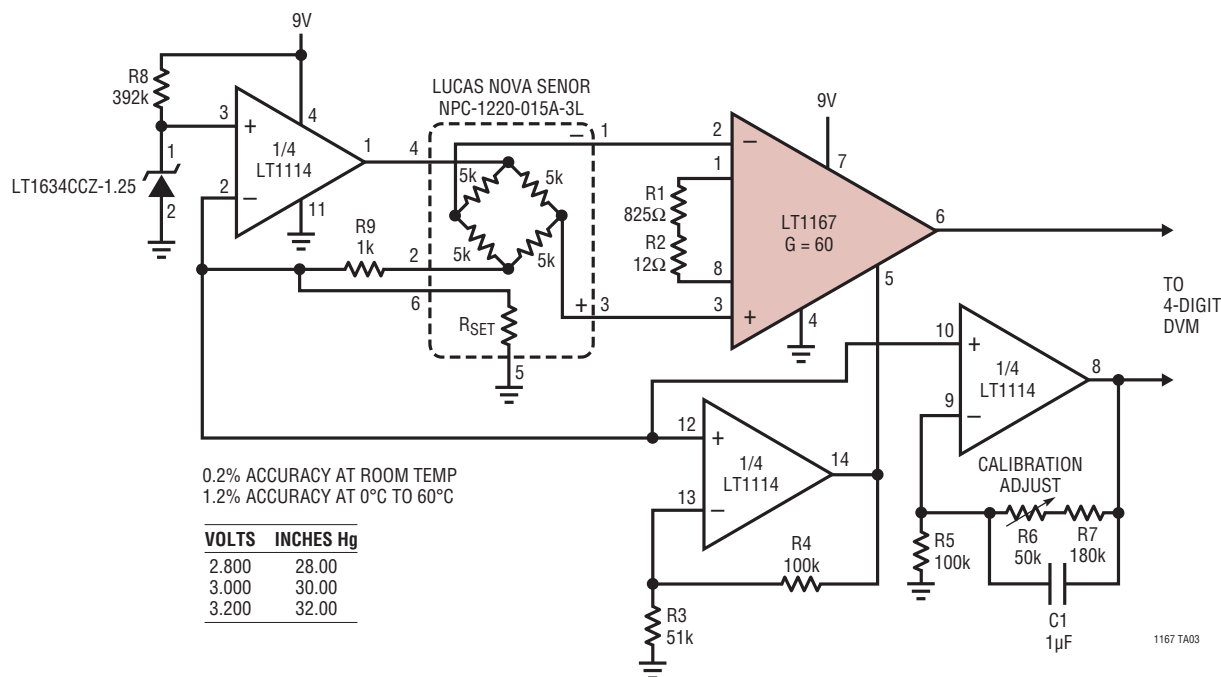 9V
R8
392k
3
+
4
1/4
LT1114
1
1
LT1634CCZ-1.25
2
2
–
11
LUCAS NOVA SENOR
NPC-1220-015A-3L
4
–
1
5k
5k
5k
5k
R9
1k
2
6
RSET
5
+
3
9V
2
–
7
1
R1
825Ω
R2
12Ω
8
3
+
LT1167
G = 60
6
5
4
TO
4-DIGIT
DVM
10
+
1/4
LT1114
8
9
–
12
+
1/4
LT1114
14
13
–
CALIBRATION
ADJUST
R5
100k
R6
50k
R7
180k
C1
1µF
R4
100k
R3
51k
0.2% ACCURACY AT ROOM TEMP
1.2% ACCURACY AT 0°C TO 60°C
VOLTS INCHES Hg
2.800 28.00
3.000 30.00
3.200 32.00
1167 TA03